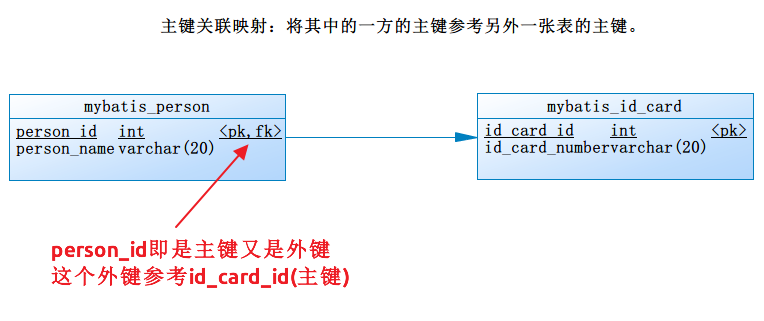 主键关联映射：将其中的一方的主键参考另外一张表的主键。
mybatis_person
person_id int <pk,fk>
person_name varchar(20)
mybatis_id_card
id_card_id int <pk>
id_card_number varchar(20)
person_id即是主键又是外键
这个外键参考id_card_id(主键)